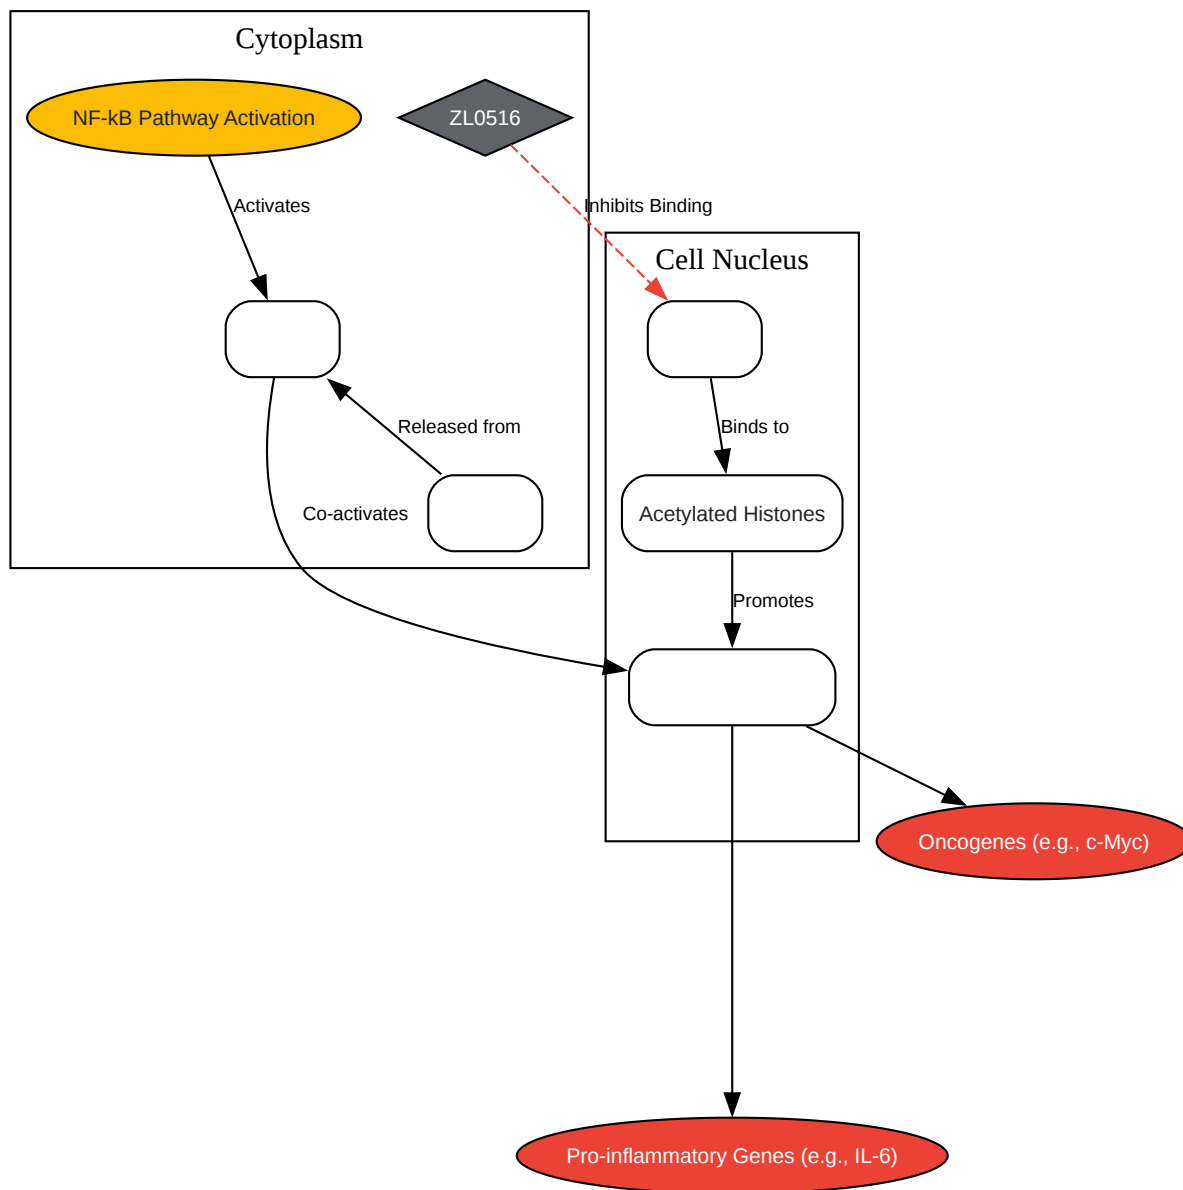 Cytoplasm
NF-kB Pathway Activation
ZL0516
Activates
Inhibits Binding
Cell Nucleus
Released from
Binds to
Co-activates
Acetylated Histones
Promotes
Oncogenes (e.g., c-Myc)
Pro-inflammatory Genes (e.g., IL-6)